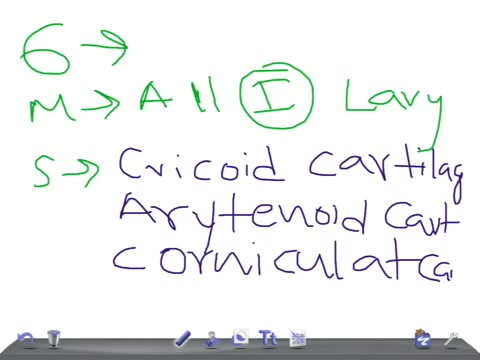 6 →
M → All I Lary
S → Cricoid Cartilag
Arytenoid Cart
Corniculat Ca